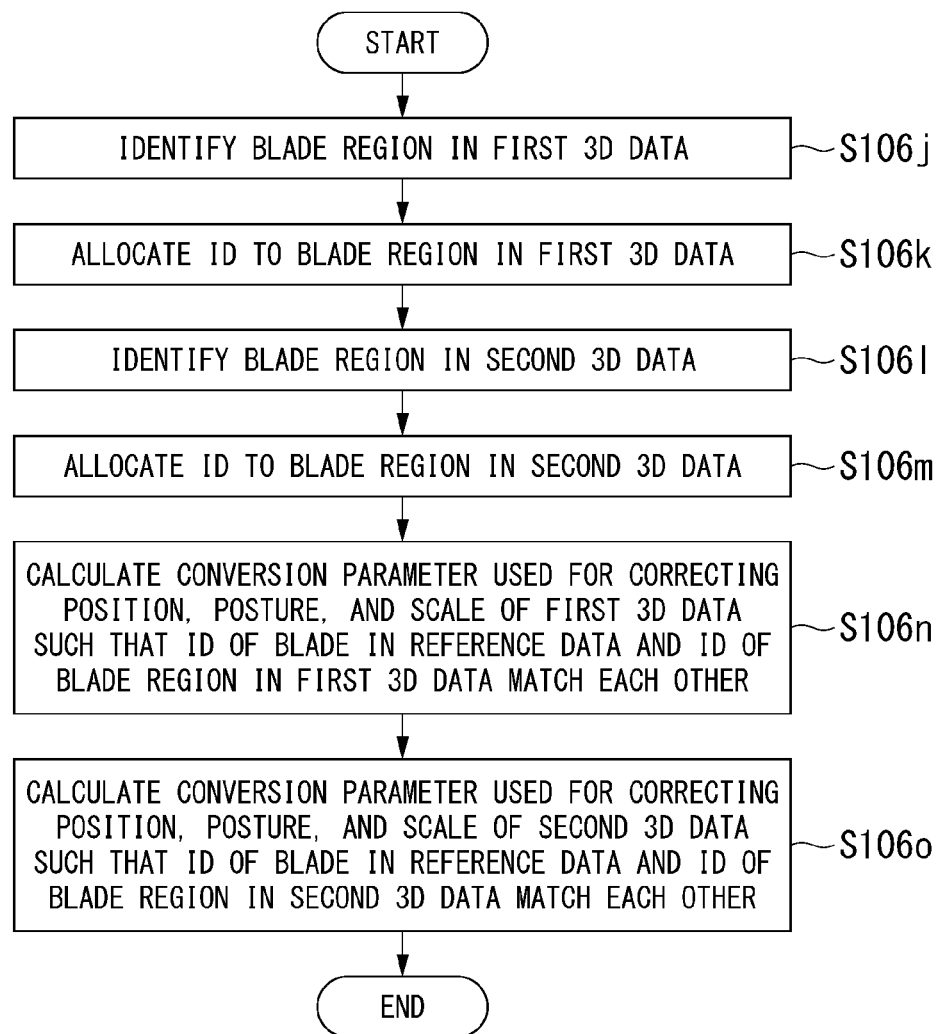 START
IDENTIFY BLADE REGION IN FIRST 3D DATA
S106j
ALLOCATE ID TO BLADE REGION IN FIRST 3D DATA
S106k
IDENTIFY BLADE REGION IN SECOND 3D DATA
S106l
ALLOCATE ID TO BLADE REGION IN SECOND 3D DATA
S106m
CALCULATE CONVERSION PARAMETER USED FOR CORRECTING
POSITION, POSTURE, AND SCALE OF FIRST 3D DATA
SUCH THAT ID OF BLADE IN REFERENCE DATA AND ID OF
BLADE REGION IN FIRST 3D DATA MATCH EACH OTHER
S106n
CALCULATE CONVERSION PARAMETER USED FOR CORRECTING
POSITION, POSTURE, AND SCALE OF SECOND 3D DATA
SUCH THAT ID OF BLADE IN REFERENCE DATA AND ID OF
BLADE REGION IN SECOND 3D DATA MATCH EACH OTHER
S106o
END